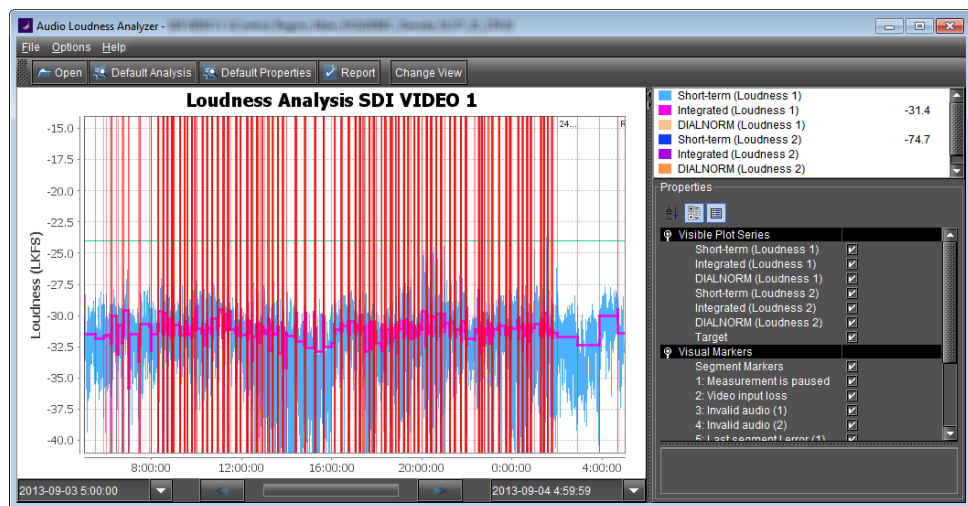 Audio Loudness Analyzer -
File Options Help
Open Default Analysis Default Properties Report Change View
Loudness Analysis SDI VIDEO 1
Loudness (LKFS)
-15.0
-17.5
-20.0
-22.5
-25.0
-27.5
-30.0
-32.5
-35.0
-37.5
-40.0
24... R
8:00:00 12:00:00 16:00:00 20:00:00 0:00:00 4:00:00
2013-09-03 5:00:00 2013-09-04 4:59:59
Short-term (Loudness 1)
Integrated (Loudness 1) -31.4
DIALNORM (Loudness 1)
Short-term (Loudness 2) -74.7
Integrated (Loudness 2)
DIALNORM (Loudness 2)
Properties
Visible Plot Series
Short-term (Loudness 1)
Integrated (Loudness 1)
DIALNORM (Loudness 1)
Short-term (Loudness 2)
Integrated (Loudness 2)
DIALNORM (Loudness 2)
Target
Visual Markers
Segment Markers
1: Measurement is paused
2: Video input loss
3: Invalid audio (1)
4: Invalid audio (2)
5: Last segment I error (1)